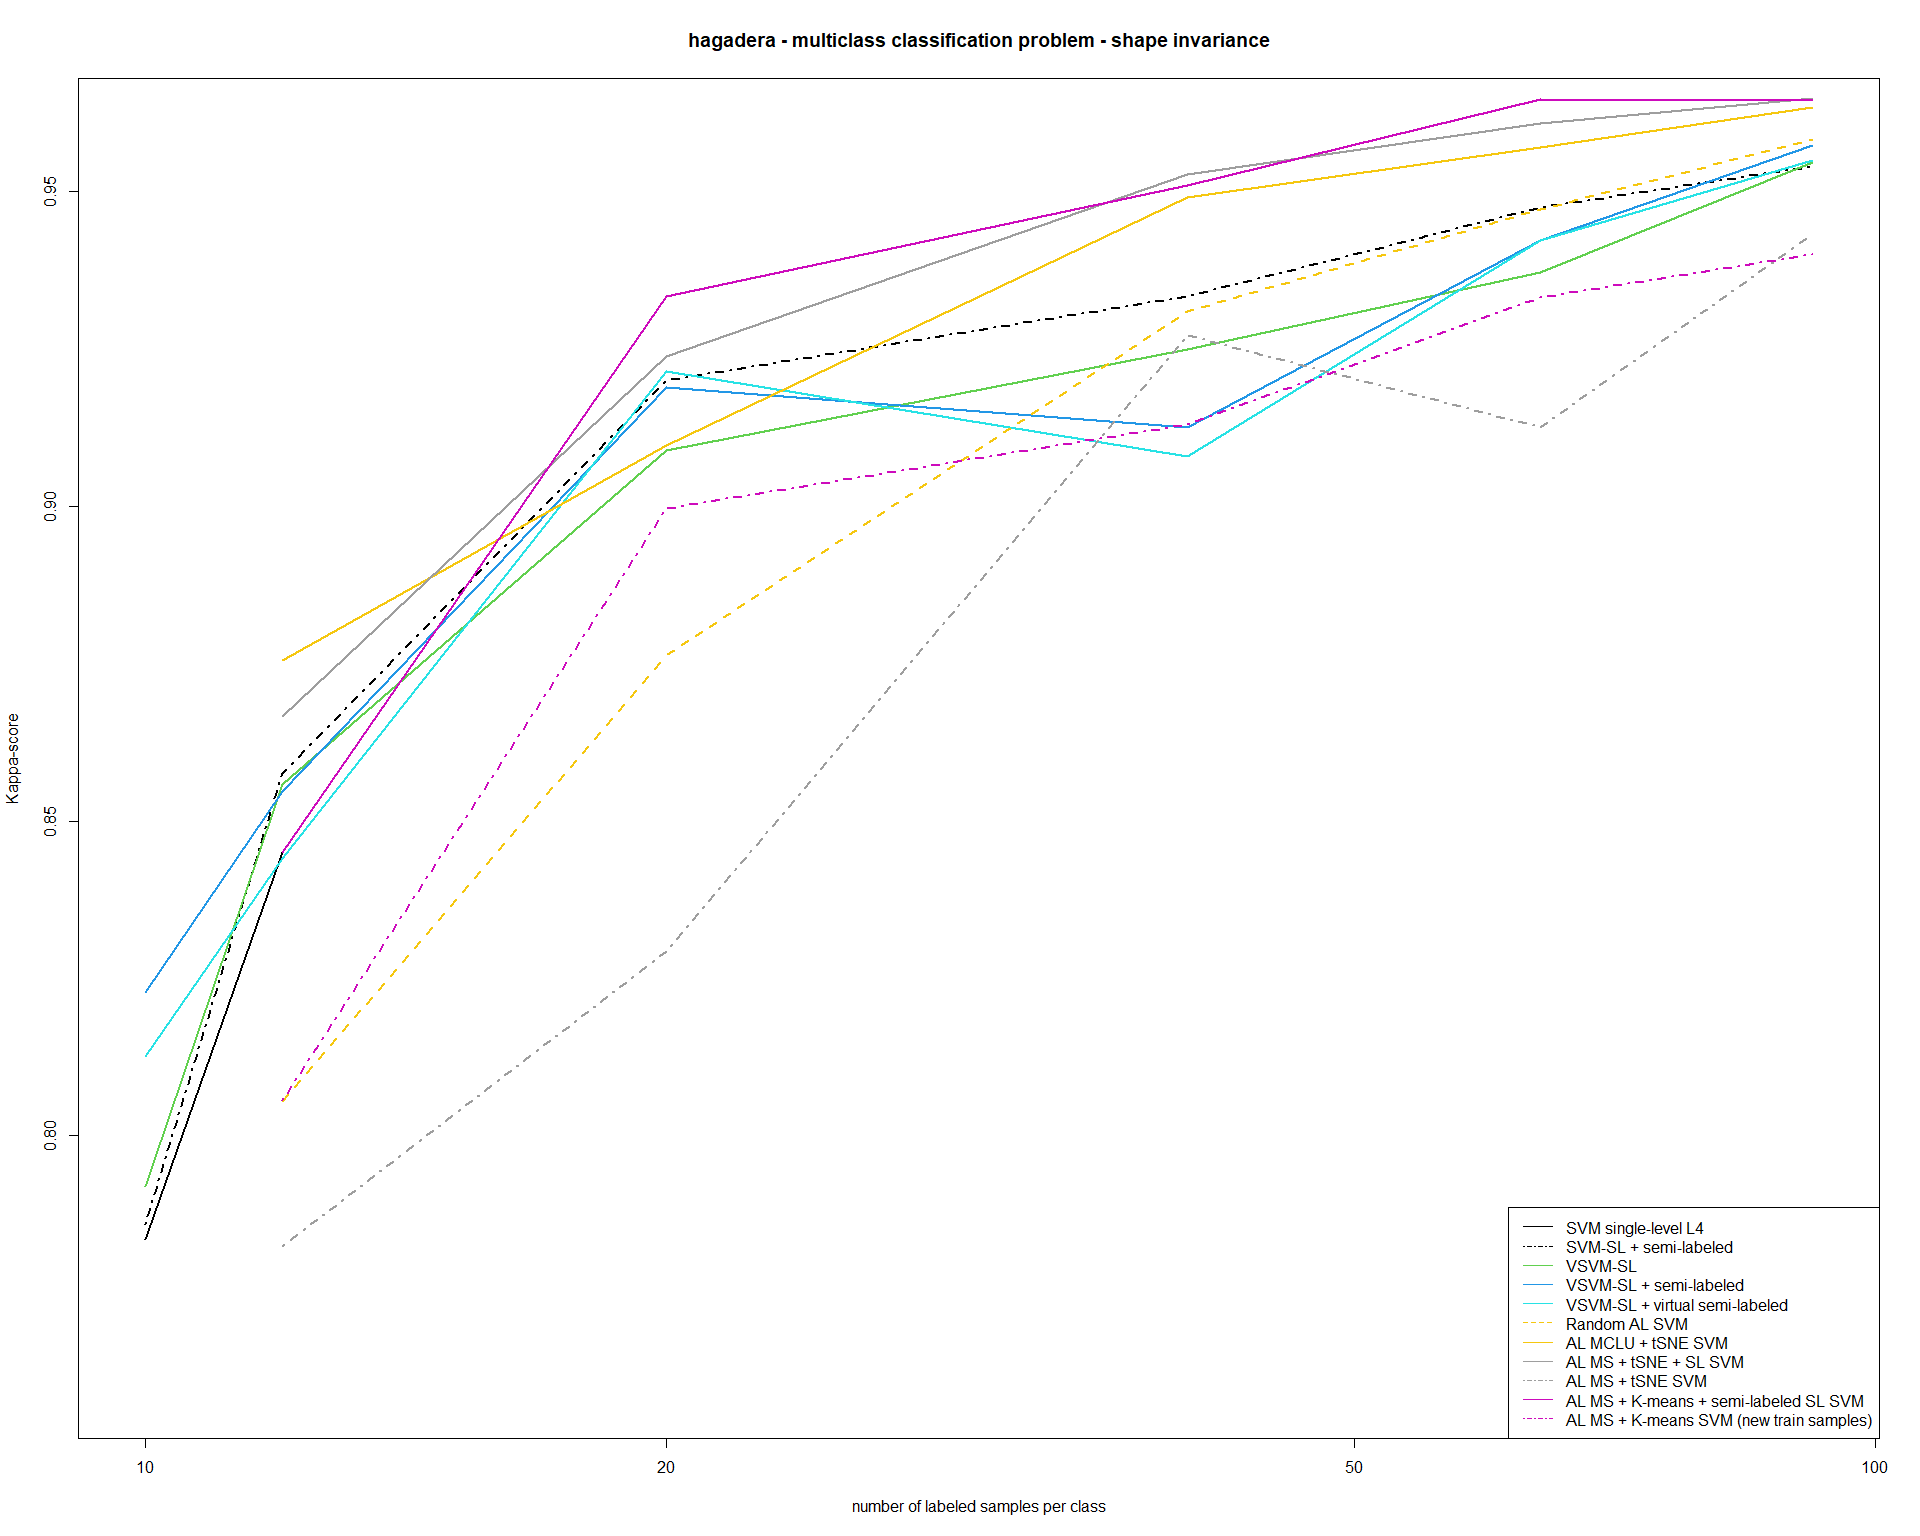 hagadera - multiclass classification problem - shape invariance
Kappa-score
0.95
0.90
0.85
0.80
SVM single-level L4
SVM-SL + semi-labeled
VSVM-SL
VSVM-SL + semi-labeled
VSVM-SL + virtual semi-labeled
Random AL SVM
AL MCLU + tSNE SVM
AL MS + tSNE + SL SVM
AL MS + tSNE SVM
AL MS + K-means + semi-labeled SL SVM
AL MS + K-means SVM (new train samples)
10
20
50
100
number of labeled samples per class